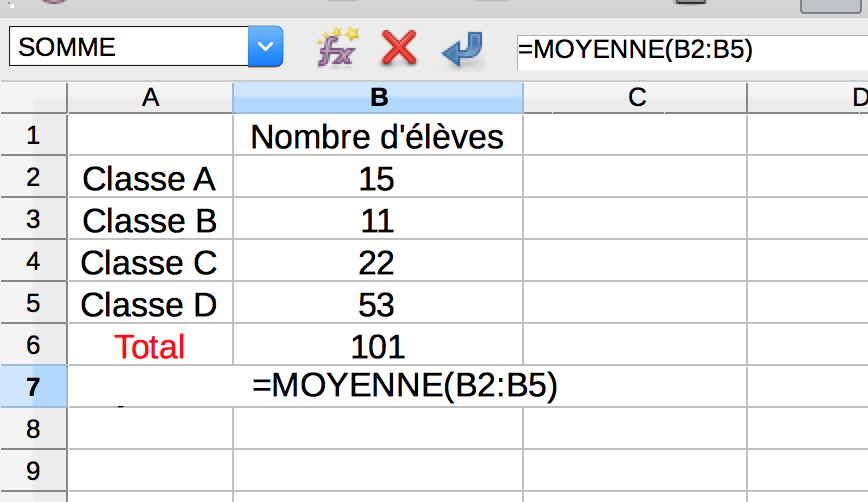 SOMME fx =MOYENNE(B2:B5)
A B C D
1 Nombre d'élèves
2 Classe A 15
3 Classe B 11
4 Classe C 22
5 Classe D 53
6 Total 101
7 =MOYENNE(B2:B5)
8
9